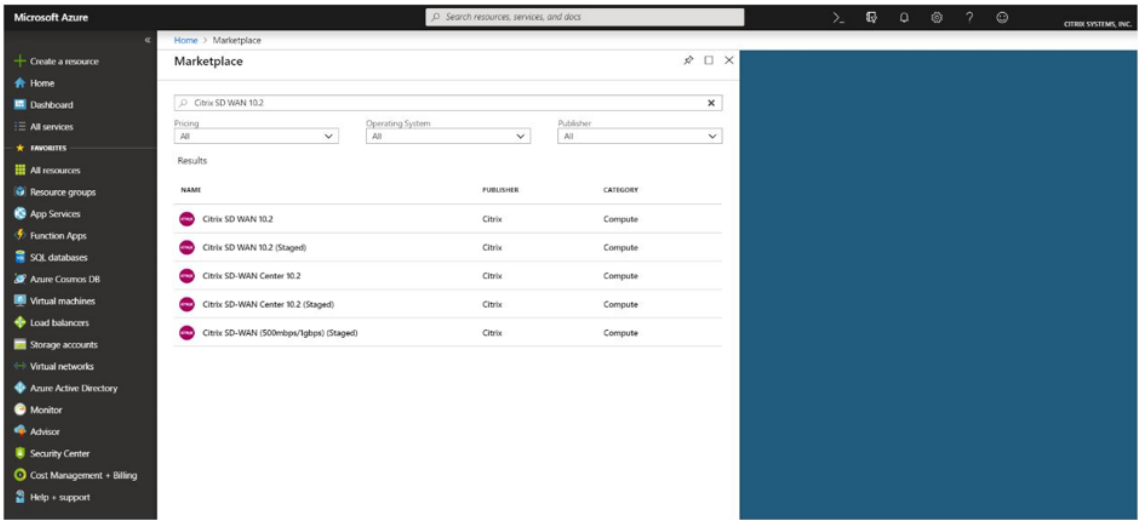 Microsoft Azure
Search resources, services, and docs
CITRIX SYSTEMS, INC.
Create a resource
Home
Dashboard
All services
FAVORITES
All resources
Resource groups
App Services
Function Apps
SQL databases
Azure Cosmos DB
Virtual machines
Load balancers
Storage accounts
Virtual networks
Azure Active Directory
Monitor
Advisor
Security Center
Cost Management + Billing
Help + support
Home > Marketplace
Marketplace
Citrix SD WAN 10.2
Pricing Operating System Publisher
All All All
Results
NAME PUBLISHER CATEGORY
Citrix SD WAN 10.2 Citrix Compute
Citrix SD WAN 10.2 (Staged) Citrix Compute
Citrix SD-WAN Center 10.2 Citrix Compute
Citrix SD-WAN Center 10.2 (Staged) Citrix Compute
Citrix SD-WAN (500mbps/1gbps) (Staged) Citrix Compute